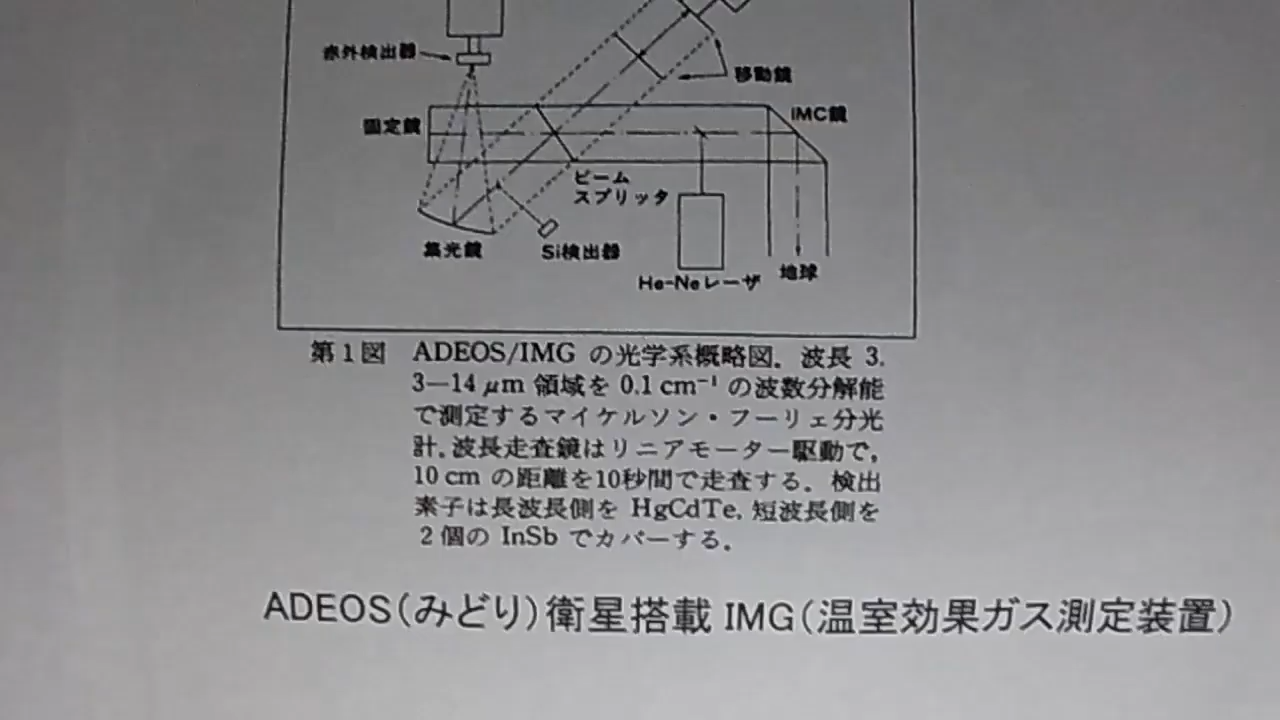 赤外検出器
移動鏡
固定鏡
IMC鏡
ビーム
スプリッタ
集光鏡
Si検出器
He-Neレーザ
地球
第1図 ADEOS/IMG の光学系概略図. 波長 3.
3—14 μm 領域を 0.1 cm⁻¹ の波数分解能
で測定するマイケルソン・フーリェ分光
計. 波長走査鏡はリニアモーター駆動で,
10 cm の距離を10秒間で走査する. 検出
素子は長波長側を HgCdTe, 短波長側を
2 個の InSb でカバーする.
ADEOS(みどり)衛星搭載 IMG(温室効果ガス測定装置)